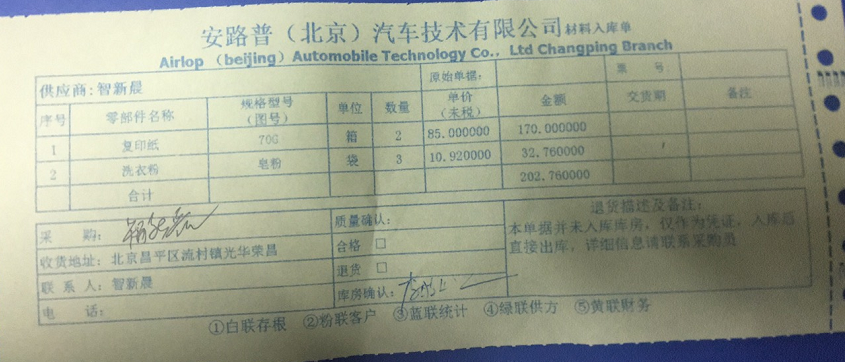 安路普（北京）汽车技术有限公司材料入库单
Airlop （beijing）Automobile Technology Co., Ltd Changping Branch
供应商：智新晨 原始单据： 票 号
序号 零部件名称 规格型号（图号） 单位 数量 单价（未税） 金额 交货期 备注
1 复印纸 70G 箱 2 85.000000 170.000000
2 洗衣粉 皂粉 袋 3 10.920000 32.760000
合计 202.760000
采 购：
收货地址：北京昌平区流村镇光华荣昌
联 系 人：智新晨
电 话：
质量确认：
合格 □
退货 □
库房确认：
退货描述及备注：
本单据并未入库库房，仅作为凭证，入库后
直接出库，详细信息请联系采购员
①白联存根 ②粉联客户 ③蓝联统计 ④绿联供方 ⑤黄联财务